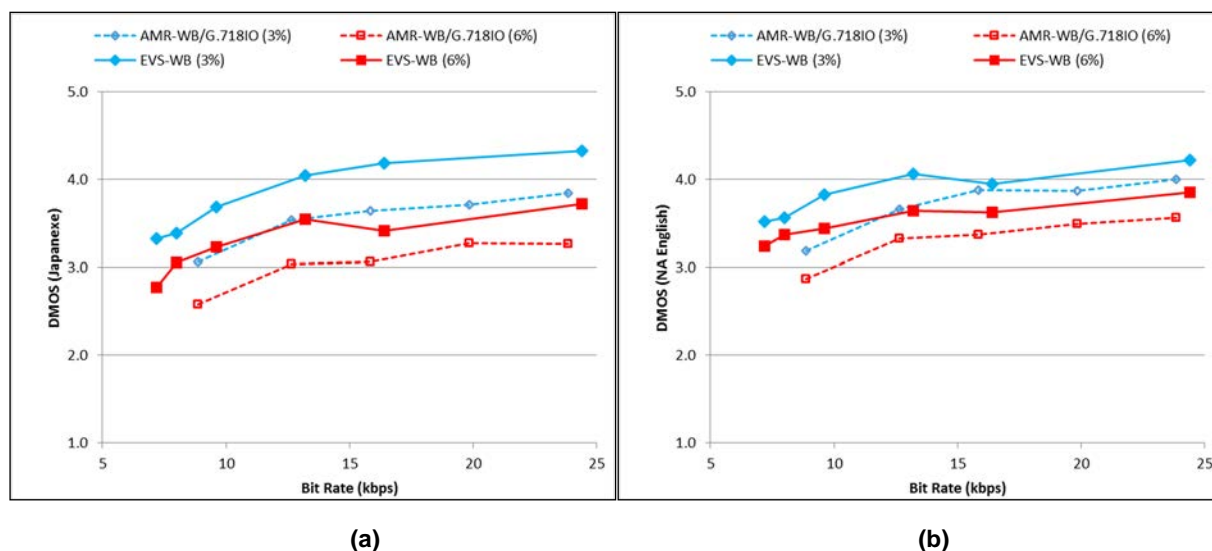 AMR-WB/G.718IO (3%) AMR-WB/G.718IO (6%)
EVS-WB (3%) EVS-WB (6%)
5.0
4.0
3.0
2.0
1.0
5 10 15 20 25
DMOS (Japanexe)
Bit Rate (kbps)
(a)
AMR-WB/G.718IO (3%) AMR-WB/G.718IO (6%)
EVS-WB (3%) EVS-WB (6%)
5.0
4.0
3.0
2.0
1.0
5 10 15 20 25
DMOS (NA English)
Bit Rate (kbps)
(b)